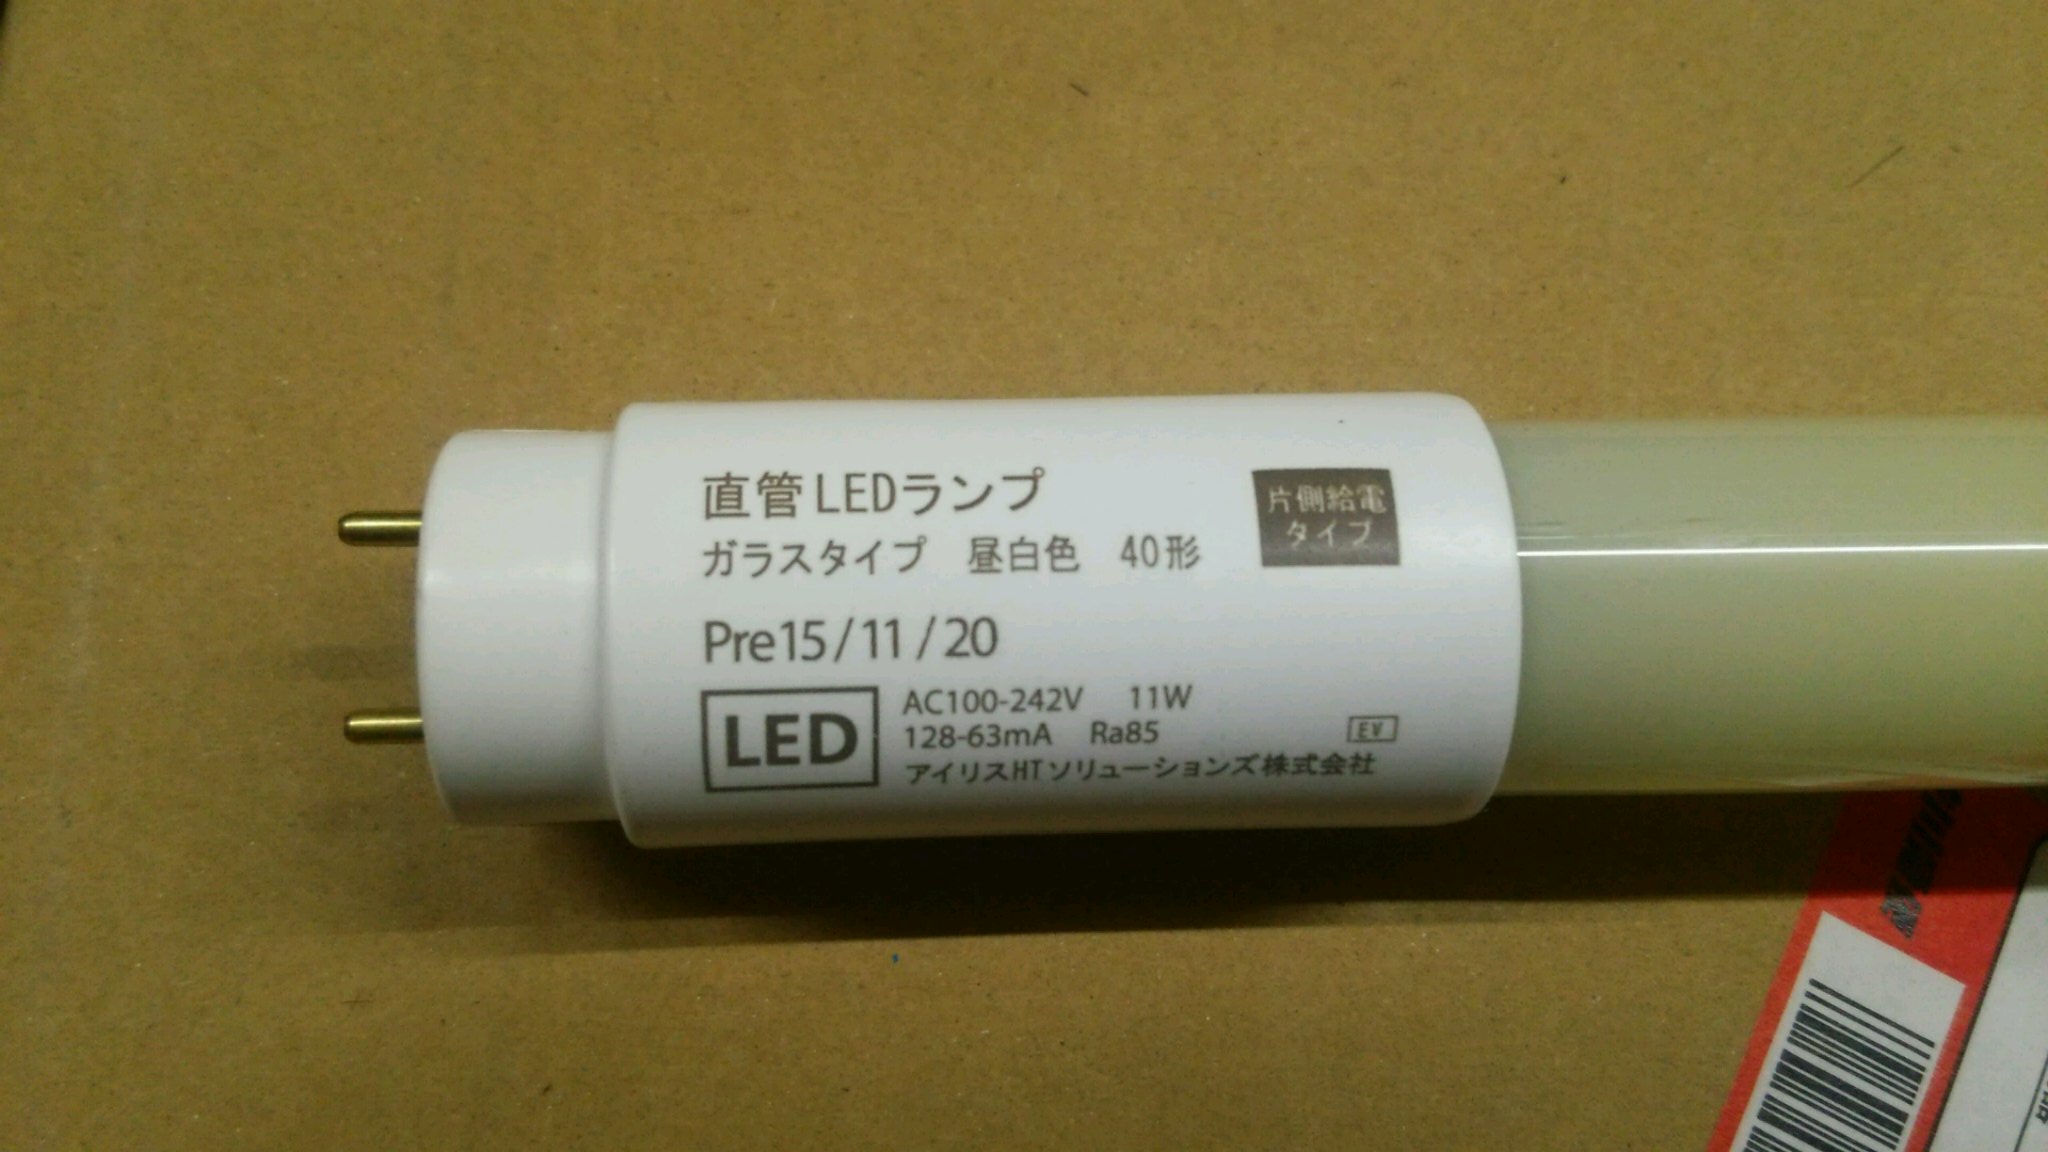 直管LEDランプ
ガラスタイプ 昼白色 40形
片側給電
タイプ
Pre15/11/20
LED
AC100-242V 11W
128-63mA Ra85
EV
アイリスHTソリューションズ株式会社